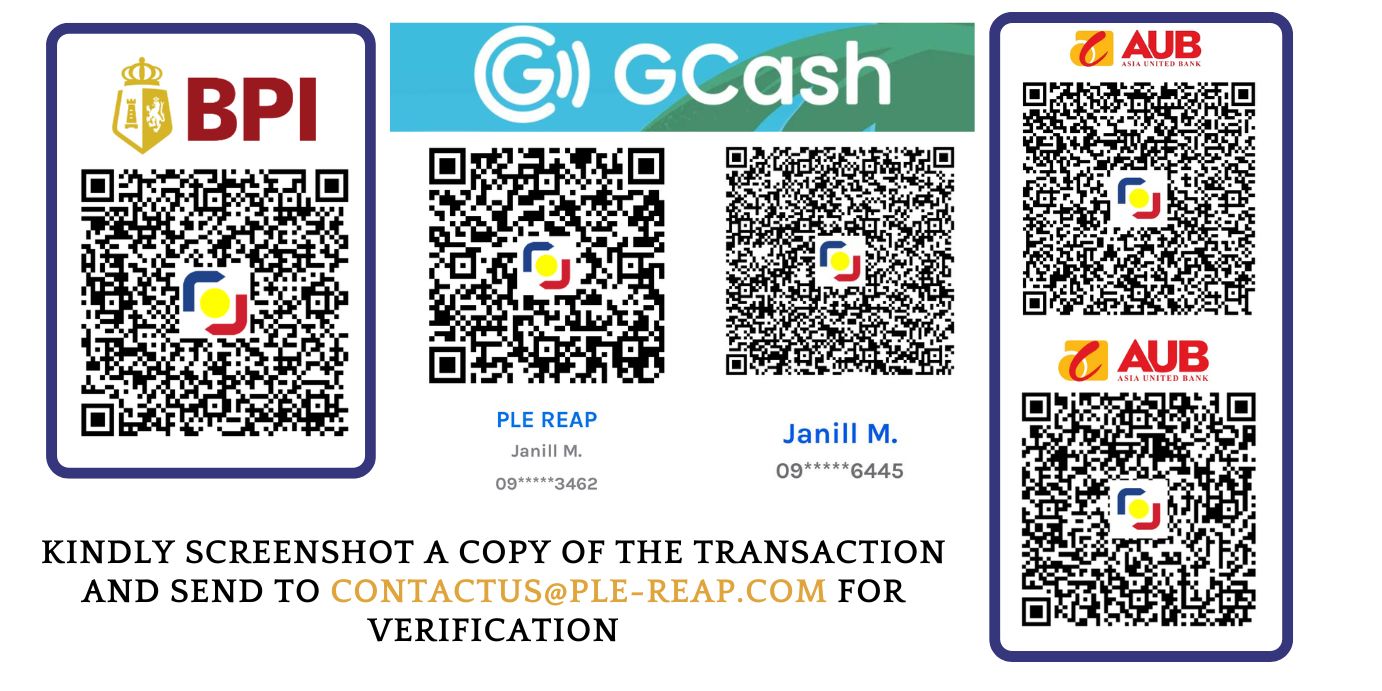 BPI
GCash
PLE REAP
Janill M.
09*****3462
Janill M.
09*****6445
AUB
ASIA UNITED BANK
AUB
ASIA UNITED BANK
KINDLY SCREENSHOT A COPY OF THE TRANSACTION
AND SEND TO CONTACTUS@PLE-REAP.COM FOR
VERIFICATION